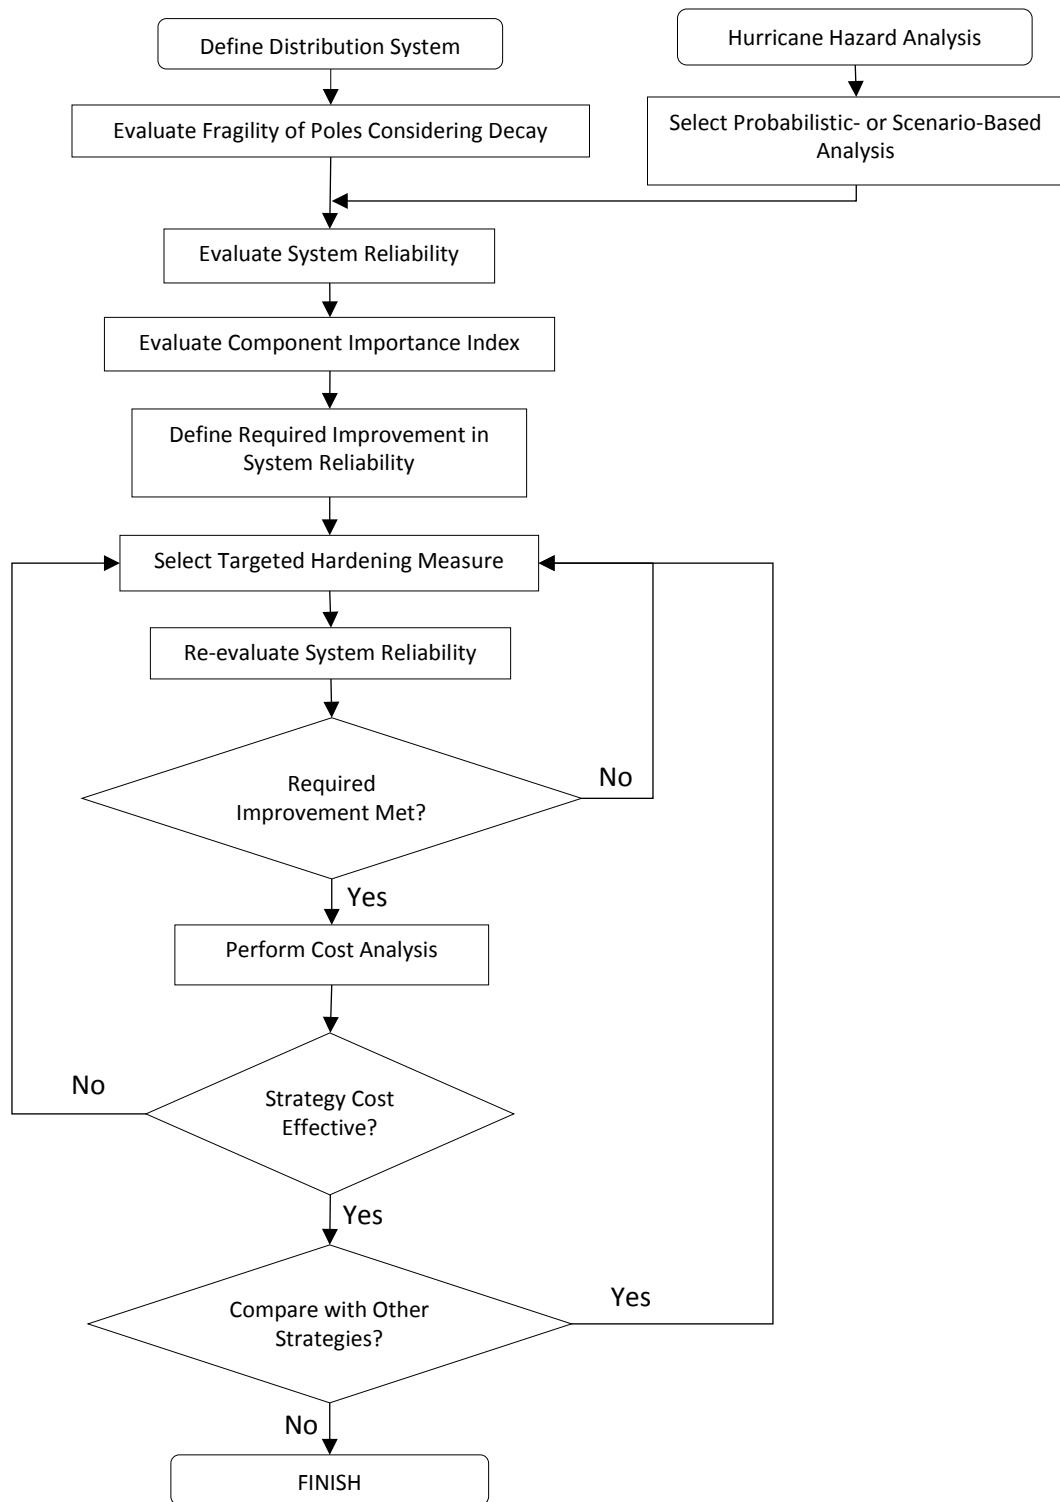 Define Distribution System
Hurricane Hazard Analysis
Evaluate Fragility of Poles Considering Decay
Select Probabilistic- or Scenario-Based
Analysis
Evaluate System Reliability
Evaluate Component Importance Index
Define Required Improvement in
System Reliability
Select Targeted Hardening Measure
Re-evaluate System Reliability
Required
Improvement Met?
No
Yes
Perform Cost Analysis
Strategy Cost
Effective?
No
Yes
Compare with Other
Strategies?
Yes
No
FINISH